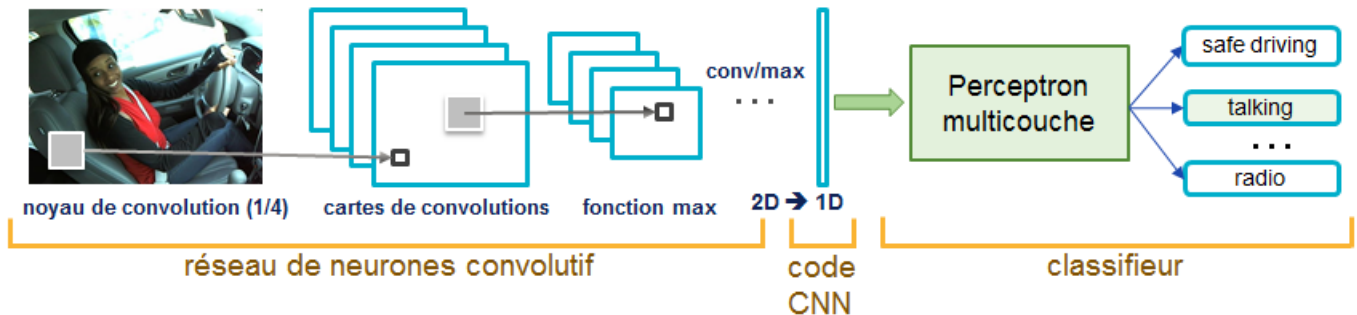 conv/max
. . .
Perceptron
multicouche
safe driving
talking
...
radio
noyau de convolution (1/4)
cartes de convolutions
fonction max
2D ➔ 1D
réseau de neurones convolutif
code
CNN
classifieur